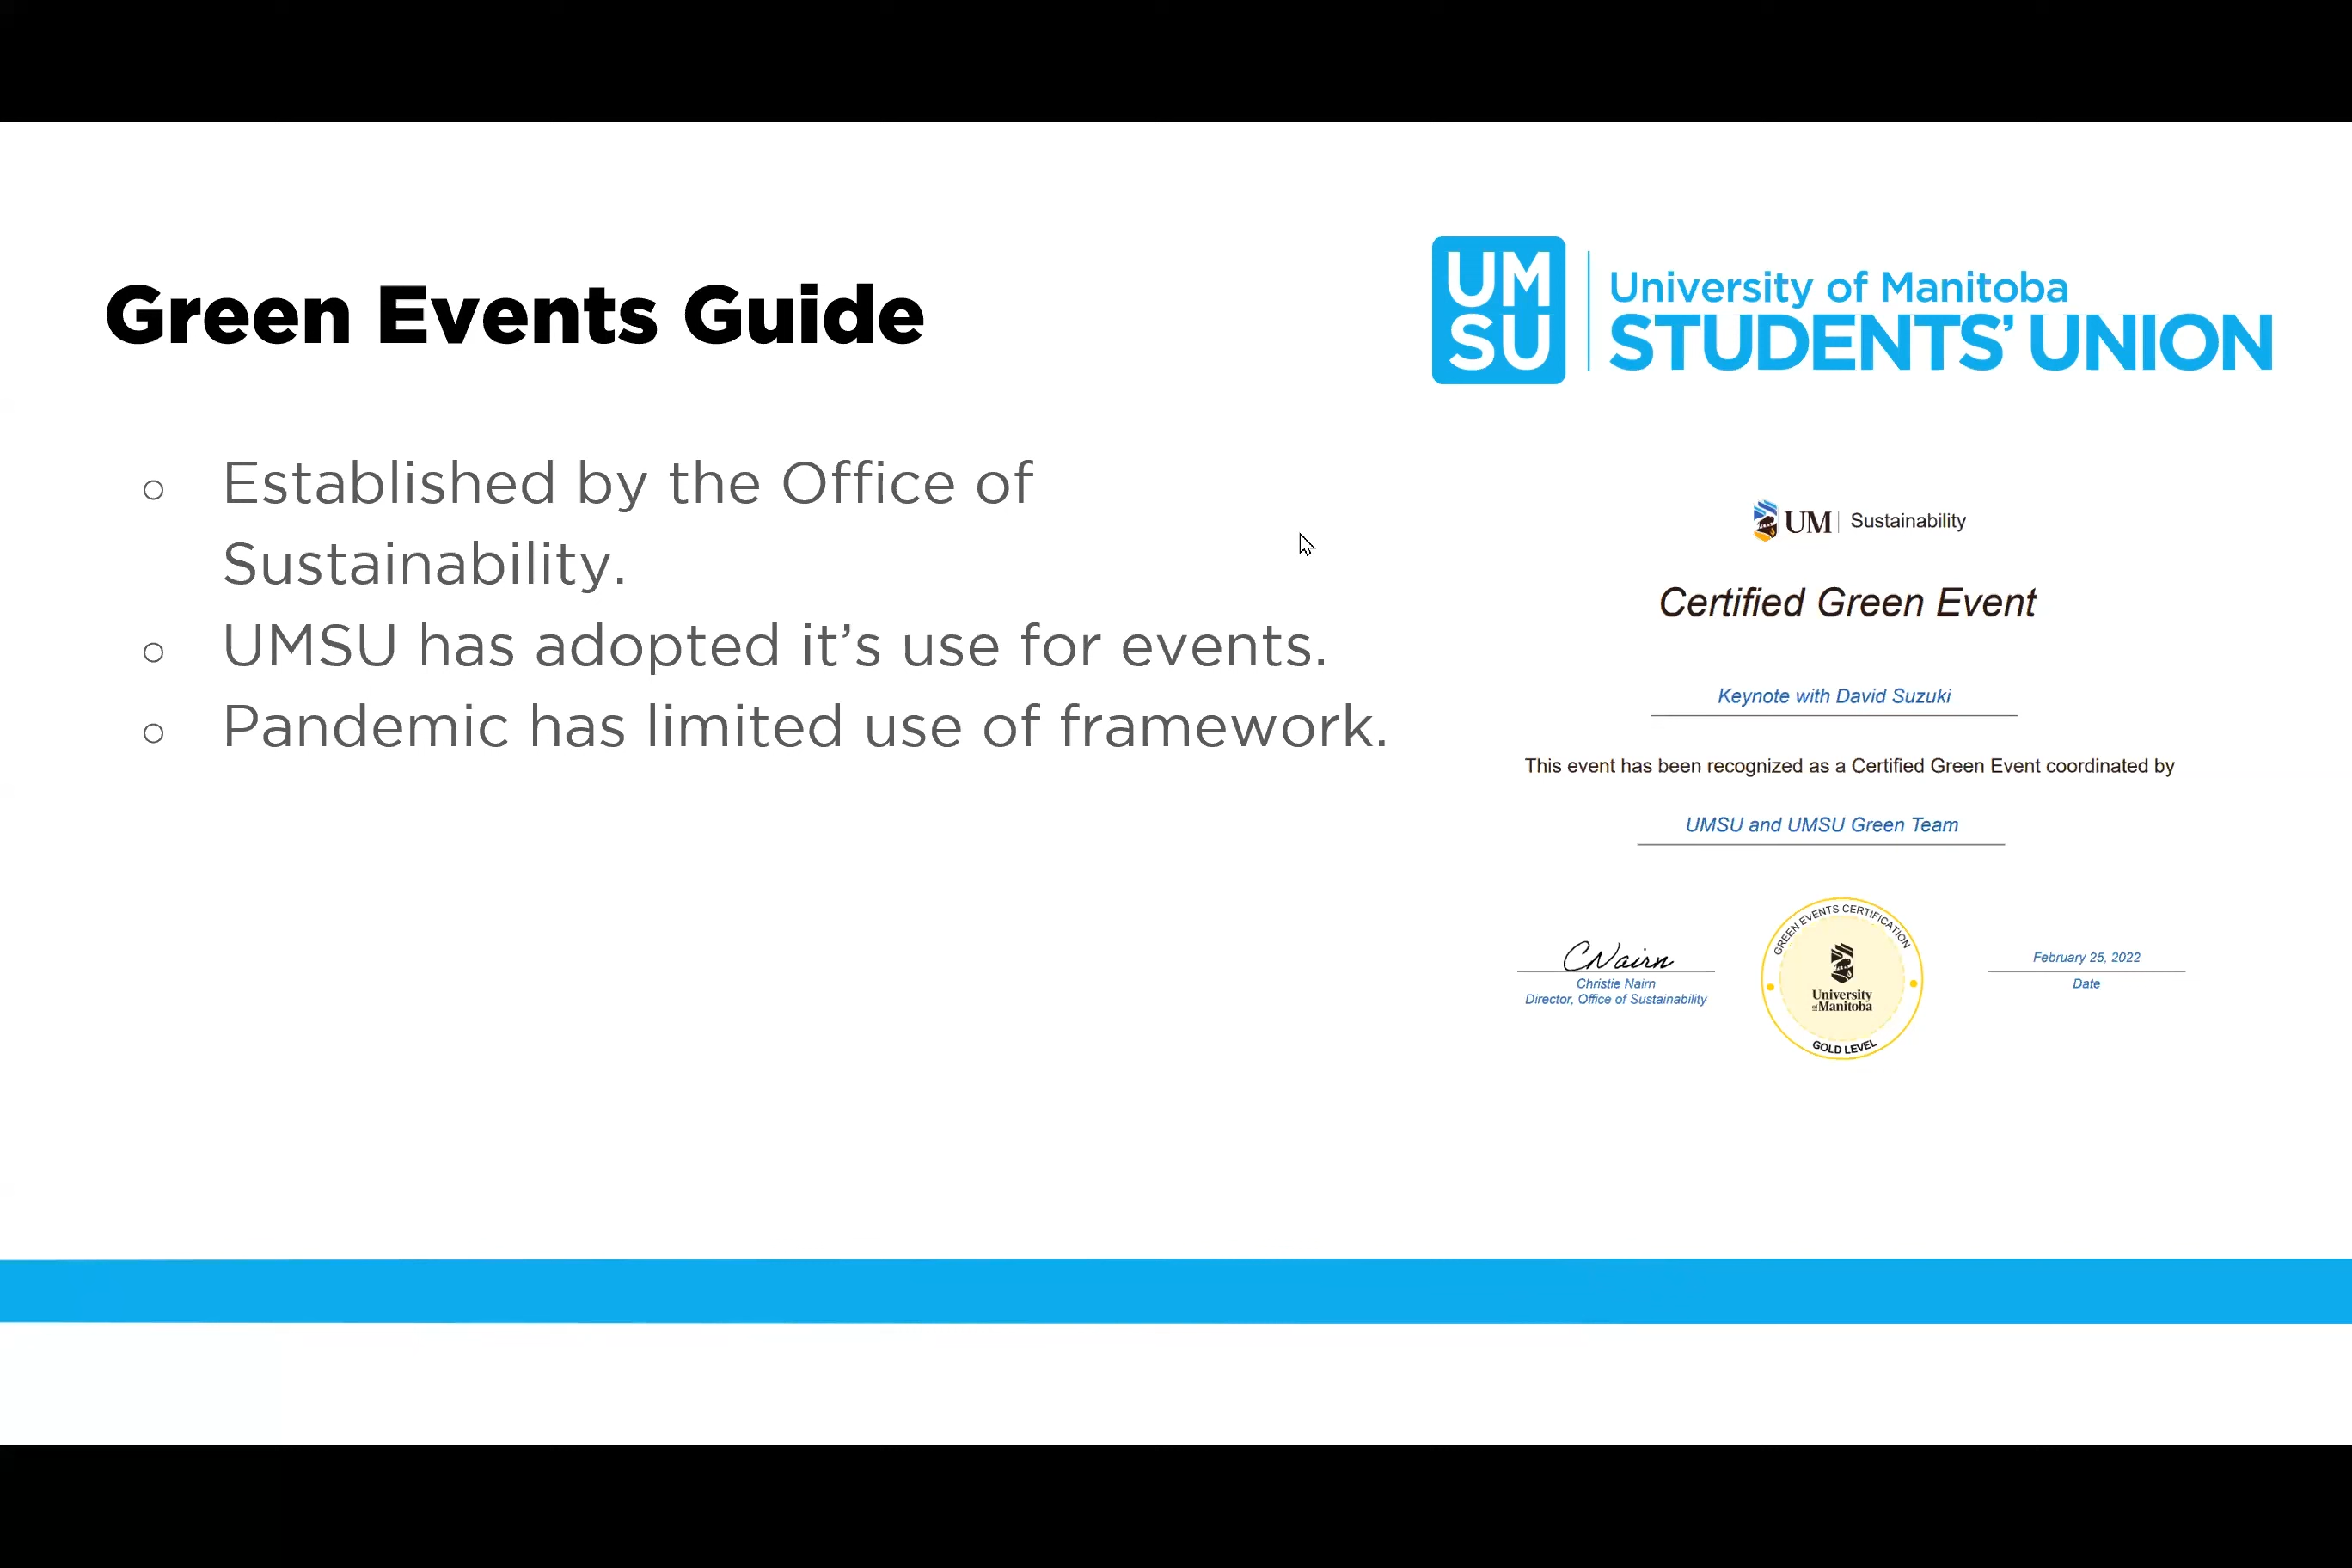 Green Events Guide
Established by the Office of
Sustainability.
UMSU has adopted it’s use for events.
Pandemic has limited use of framework.
UM
SU
University of Manitoba
STUDENTS’ UNION
UM Sustainability
Certified Green Event
Keynote with David Suzuki
This event has been recognized as a Certified Green Event coordinated by
UMSU and UMSU Green Team
CNairn
Christie Nairn
Director, Office of Sustainability
GREEN EVENTS CERTIFICATION
University
of Manitoba
GOLD LEVEL
February 25, 2022
Date